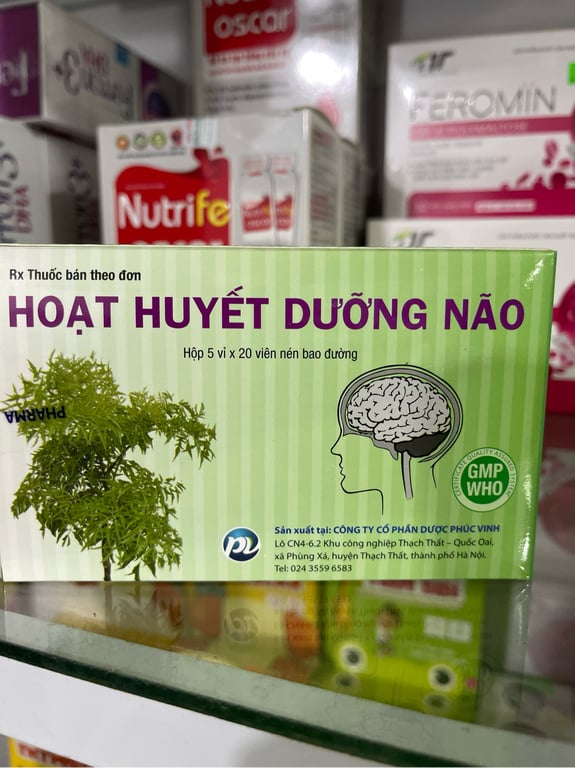 OSCAR
FEROMIN
Nutrife
Rx Thuốc bán theo đơn
HOẠT HUYẾT DƯỠNG NÃO
Hộp 5 vỉ x 20 viên nén bao đường
PHARMA
GMP
WHO
Sản xuất tại: CÔNG TY CỔ PHẦN DƯỢC PHÚC VINH
Lô CN4-6.2 Khu công nghiệp Thạch Thất – Quốc Oai,
xã Phùng Xá, huyện Thạch Thất, thành phố Hà Nội.
Tel: 024 3559 6583